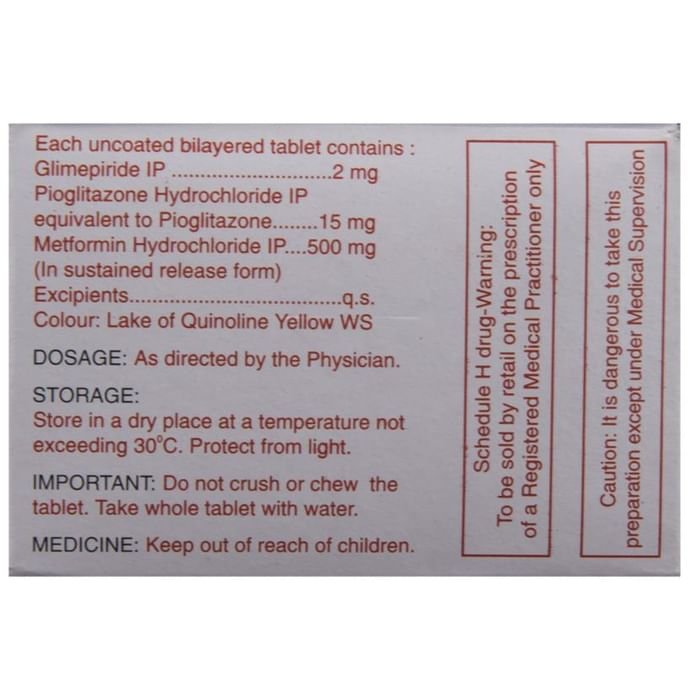 Each uncoated bilayered tablet contains :
Glimepiride IP ............................2 mg
Pioglitazone Hydrochloride IP
equivalent to Pioglitazone........15 mg
Metformin Hydrochloride IP....500 mg
(In sustained release form)
Excipients.....................................q.s.
Colour: Lake of Quinoline Yellow WS
DOSAGE: As directed by the Physician.
STORAGE:
Store in a dry place at a temperature not
exceeding 30°C. Protect from light.
IMPORTANT: Do not crush or chew the
tablet. Take whole tablet with water.
MEDICINE: Keep out of reach of children.
Schedule H drug-Warning:
To be sold by retail on the prescription
of a Registered Medical Practitioner only
Caution: It is dangerous to take this
preparation except under Medical Supervision